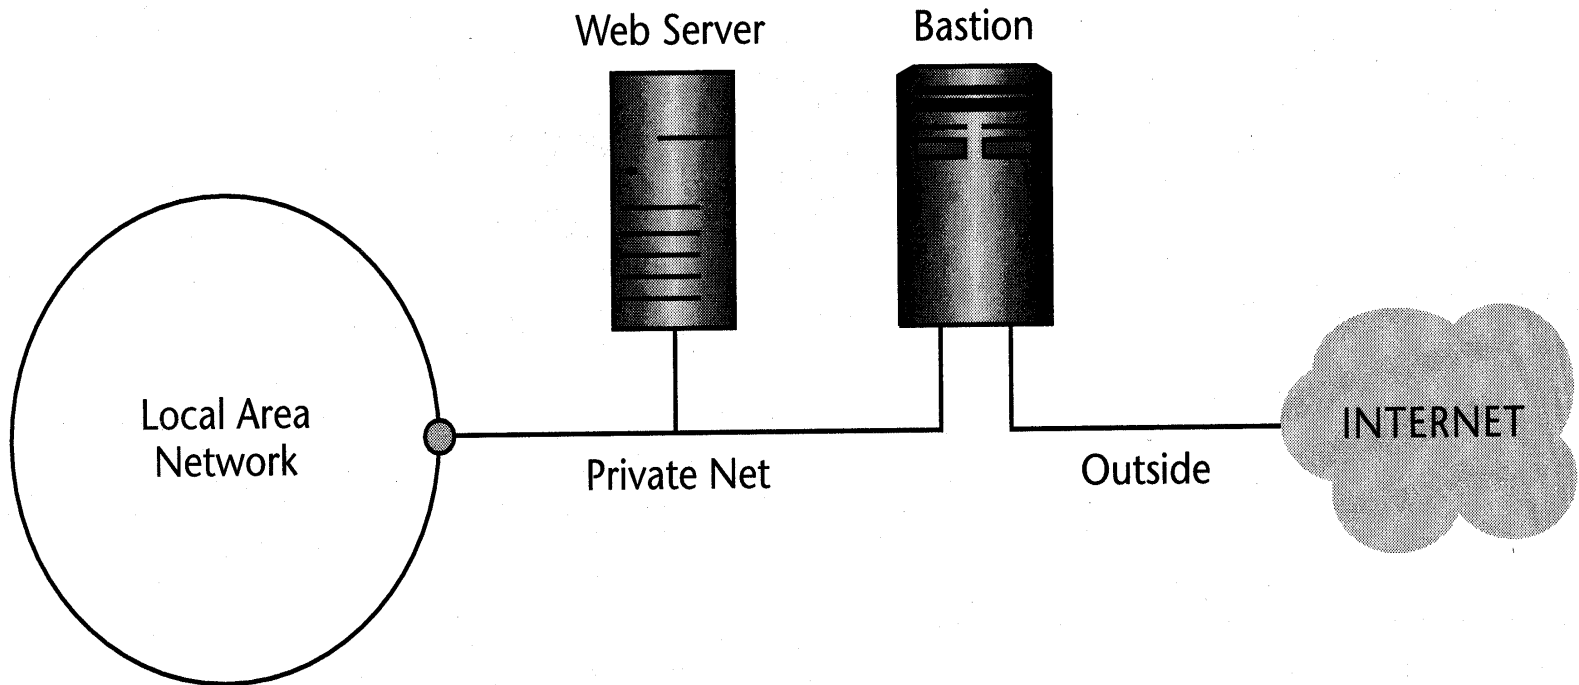 Web Server
Bastion
Local Area
Network
Private Net
Outside
INTERNET